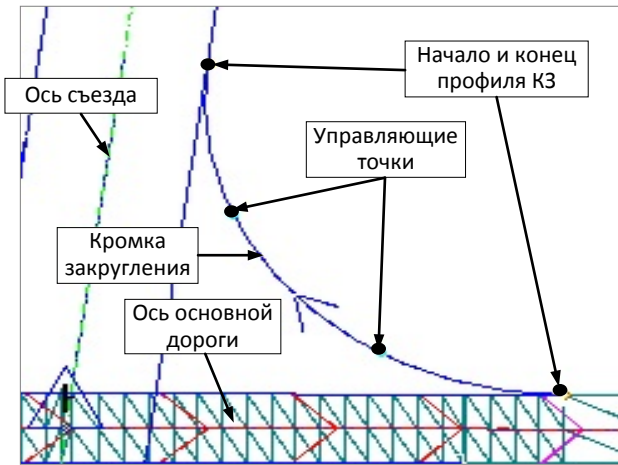 Начало и конец
профиля КЗ
Ось съезда
Управляющие
точки
Кромка
закругления
Ось основной
дороги